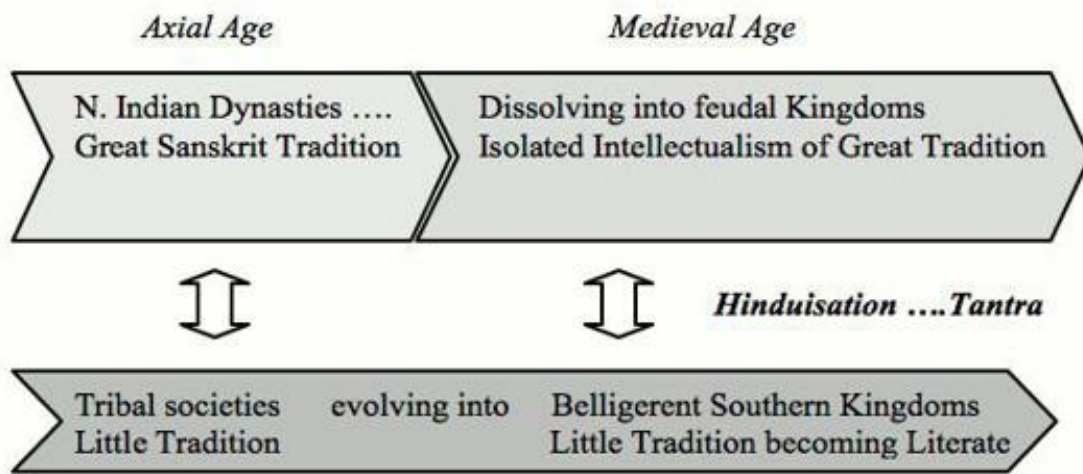 Axial Age
Medieval Age
N. Indian Dynasties ….
Great Sanskrit Tradition
Dissolving into feudal Kingdoms
Isolated Intellectualism of Great Tradition
Hinduisation ….Tantra
Tribal societies evolving into Belligerent Southern Kingdoms
Little Tradition Little Tradition becoming Literate